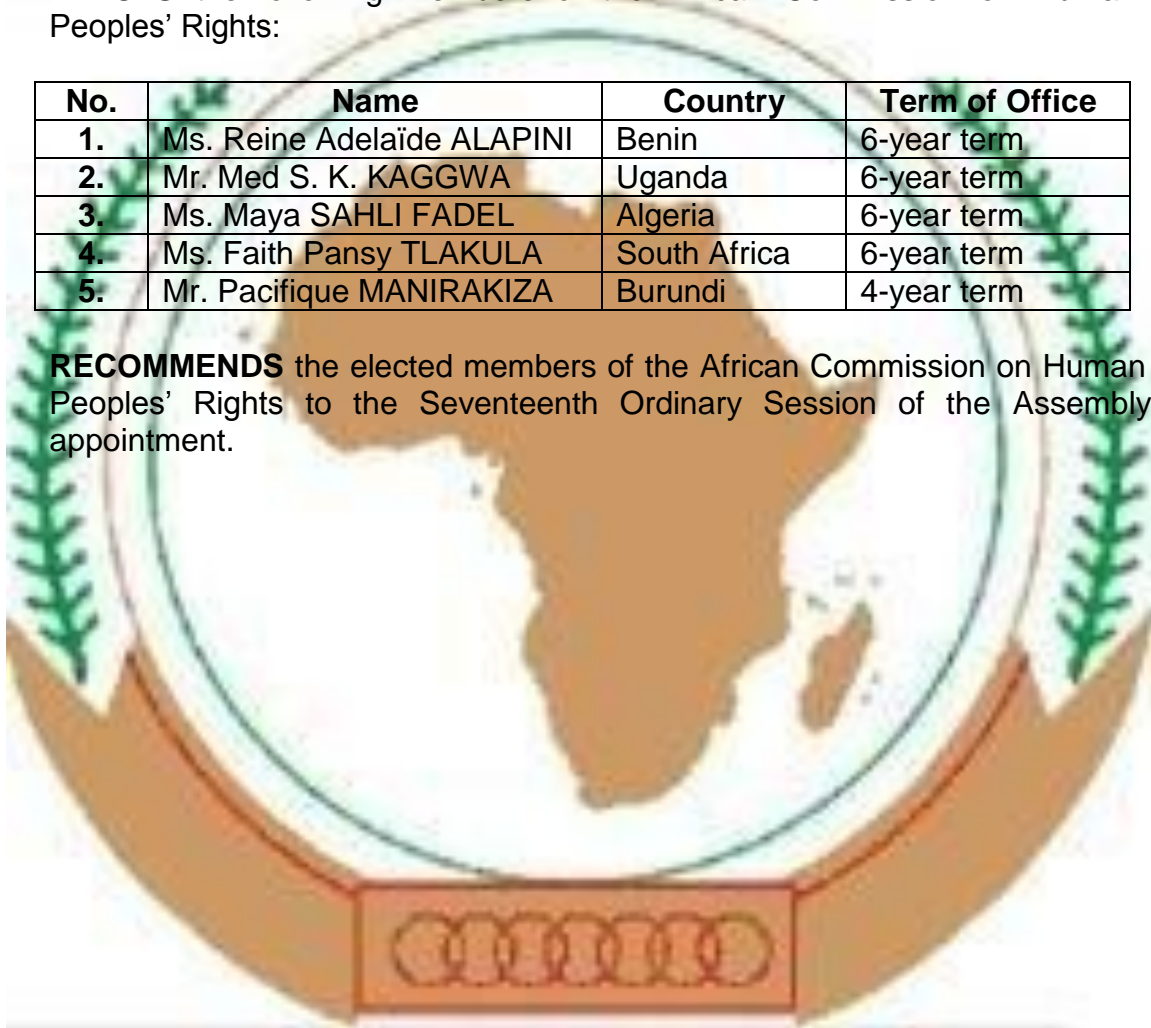 Peoples’ Rights:
No. Name Country Term of Office
1. Ms. Reine Adelaïde ALAPINI Benin 6-year term
2. Mr. Med S. K. KAGGWA Uganda 6-year term
3. Ms. Maya SAHLI FADEL Algeria 6-year term
4. Ms. Faith Pansy TLAKULA South Africa 6-year term
5. Mr. Pacifique MANIRAKIZA Burundi 4-year term
RECOMMENDS the elected members of the African Commission on Human
Peoples’ Rights to the Seventeenth Ordinary Session of the Assembly
appointment.